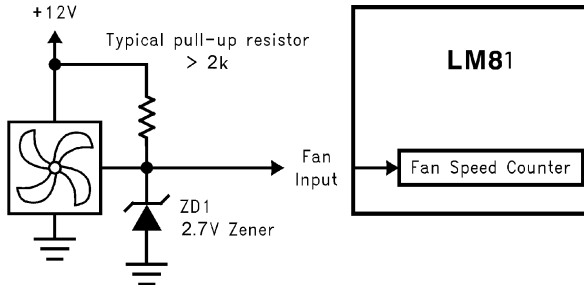 +12V
Typical pull-up resistor
> 2k
LM81
Fan
Input
Fan Speed Counter
ZD1
2.7V Zener